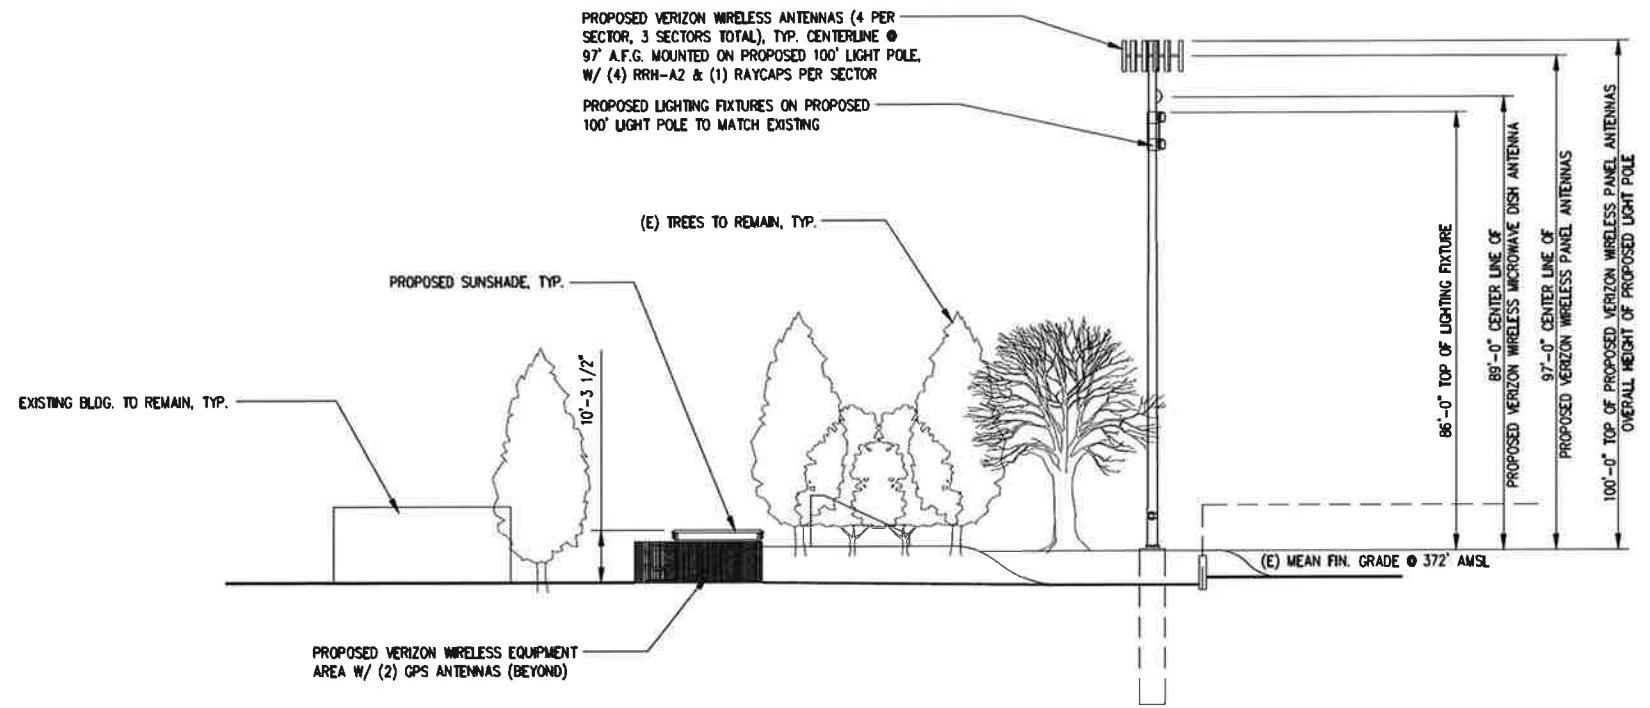 PROPOSED VERIZON WIRELESS ANTENNAS (4 PER
SECTOR, 3 SECTORS TOTAL), TYP. CENTERLINE @
97' A.F.G. MOUNTED ON PROPOSED 100' LIGHT POLE,
W/ (4) RRH-A2 & (1) RAYCAPS PER SECTOR
PROPOSED LIGHTING FIXTURES ON PROPOSED
100' LIGHT POLE TO MATCH EXISTING
(E) TREES TO REMAIN, TYP.
PROPOSED SUNSHADE, TYP.
10'-3 1/2"
EXISTING BLDG. TO REMAIN, TYP.
PROPOSED VERIZON WIRELESS EQUIPMENT
AREA W/ (2) GPS ANTENNAS (BEYOND)
86'-0" TOP OF LIGHTING FIXTURE
89'-0" CENTER LINE OF
PROPOSED VERIZON WIRELESS MICROWAVE DISH ANTENNA
97'-0" CENTER LINE OF
PROPOSED VERIZON WIRELESS PANEL ANTENNAS
100'-0" TOP OF PROPOSED VERIZON WIRELESS PANEL ANTENNAS
OVERALL HEIGHT OF PROPOSED LIGHT POLE
(E) MEAN FIN. GRADE @ 372' AMSL